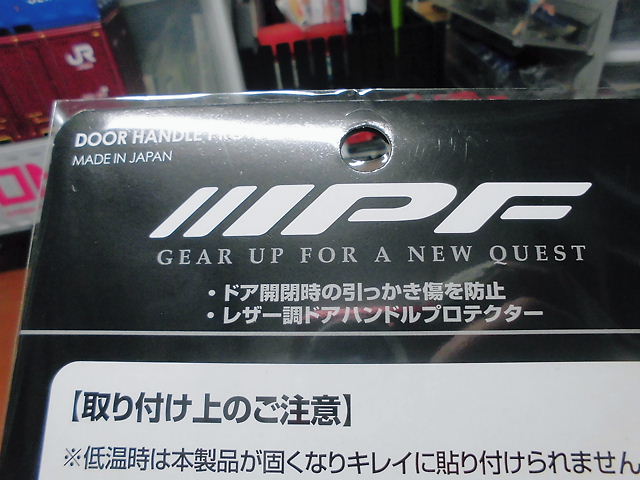 JR
DOOR HANDLE
MADE IN JAPAN
IPF
GEAR UP FOR A NEW QUEST
・ドア開閉時の引っかき傷を防止
・レザー調ドアハンドルプロテクター
【取り付け上のご注意】
※低温時は本製品が固くなりキレイに貼り付けられません